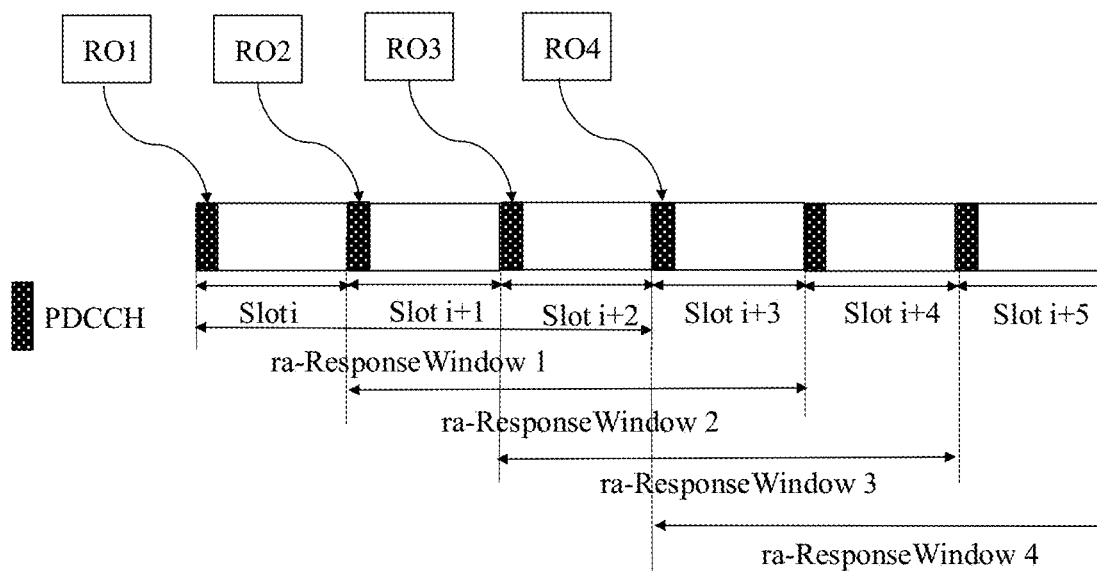 RO1 RO2 RO3 RO4
PDCCH
Sloti Slot i+1 Slot i+2 Slot i+3 Slot i+4 Slot i+5
ra-ResponseWindow 1
ra-ResponseWindow 2
ra-ResponseWindow 3
ra-ResponseWindow 4